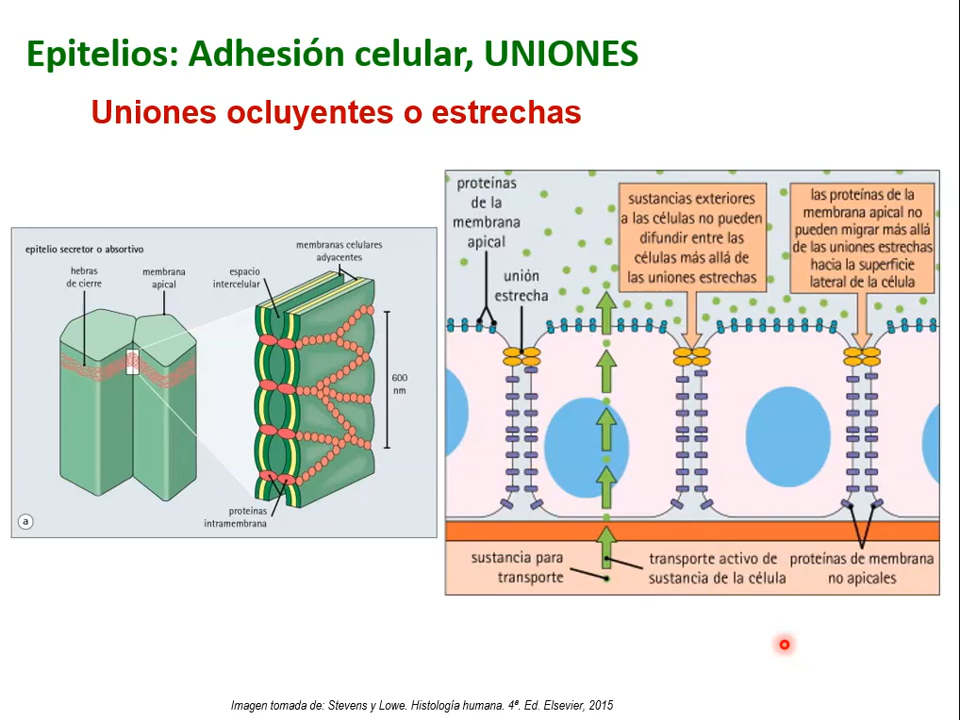 Epitelios: Adhesión celular, UNIONES
Uniones ocluyentes o estrechas
epitelio secretor o absortivo
hebras
de cierre
membrana
apical
espacio
intercelular
membranas celulares
adyacentes
600
nm
proteínas
intramembrana
a
proteínas
de la
membrana
apical
unión
estrecha
sustancias exteriores
a las células no pueden
difundir entre las
células más allá de
las uniones estrechas
las proteínas de la
membrana apical no
pueden migrar más allá
de las uniones estrechas
hacia la superficie
lateral de la célula
sustancia para
transporte
transporte activo de
sustancia de la célula
proteínas de membrana
no apicales
Imagen tomada de: Stevens y Lowe. Histología humana. 4ª. Ed. Elsevier, 2015